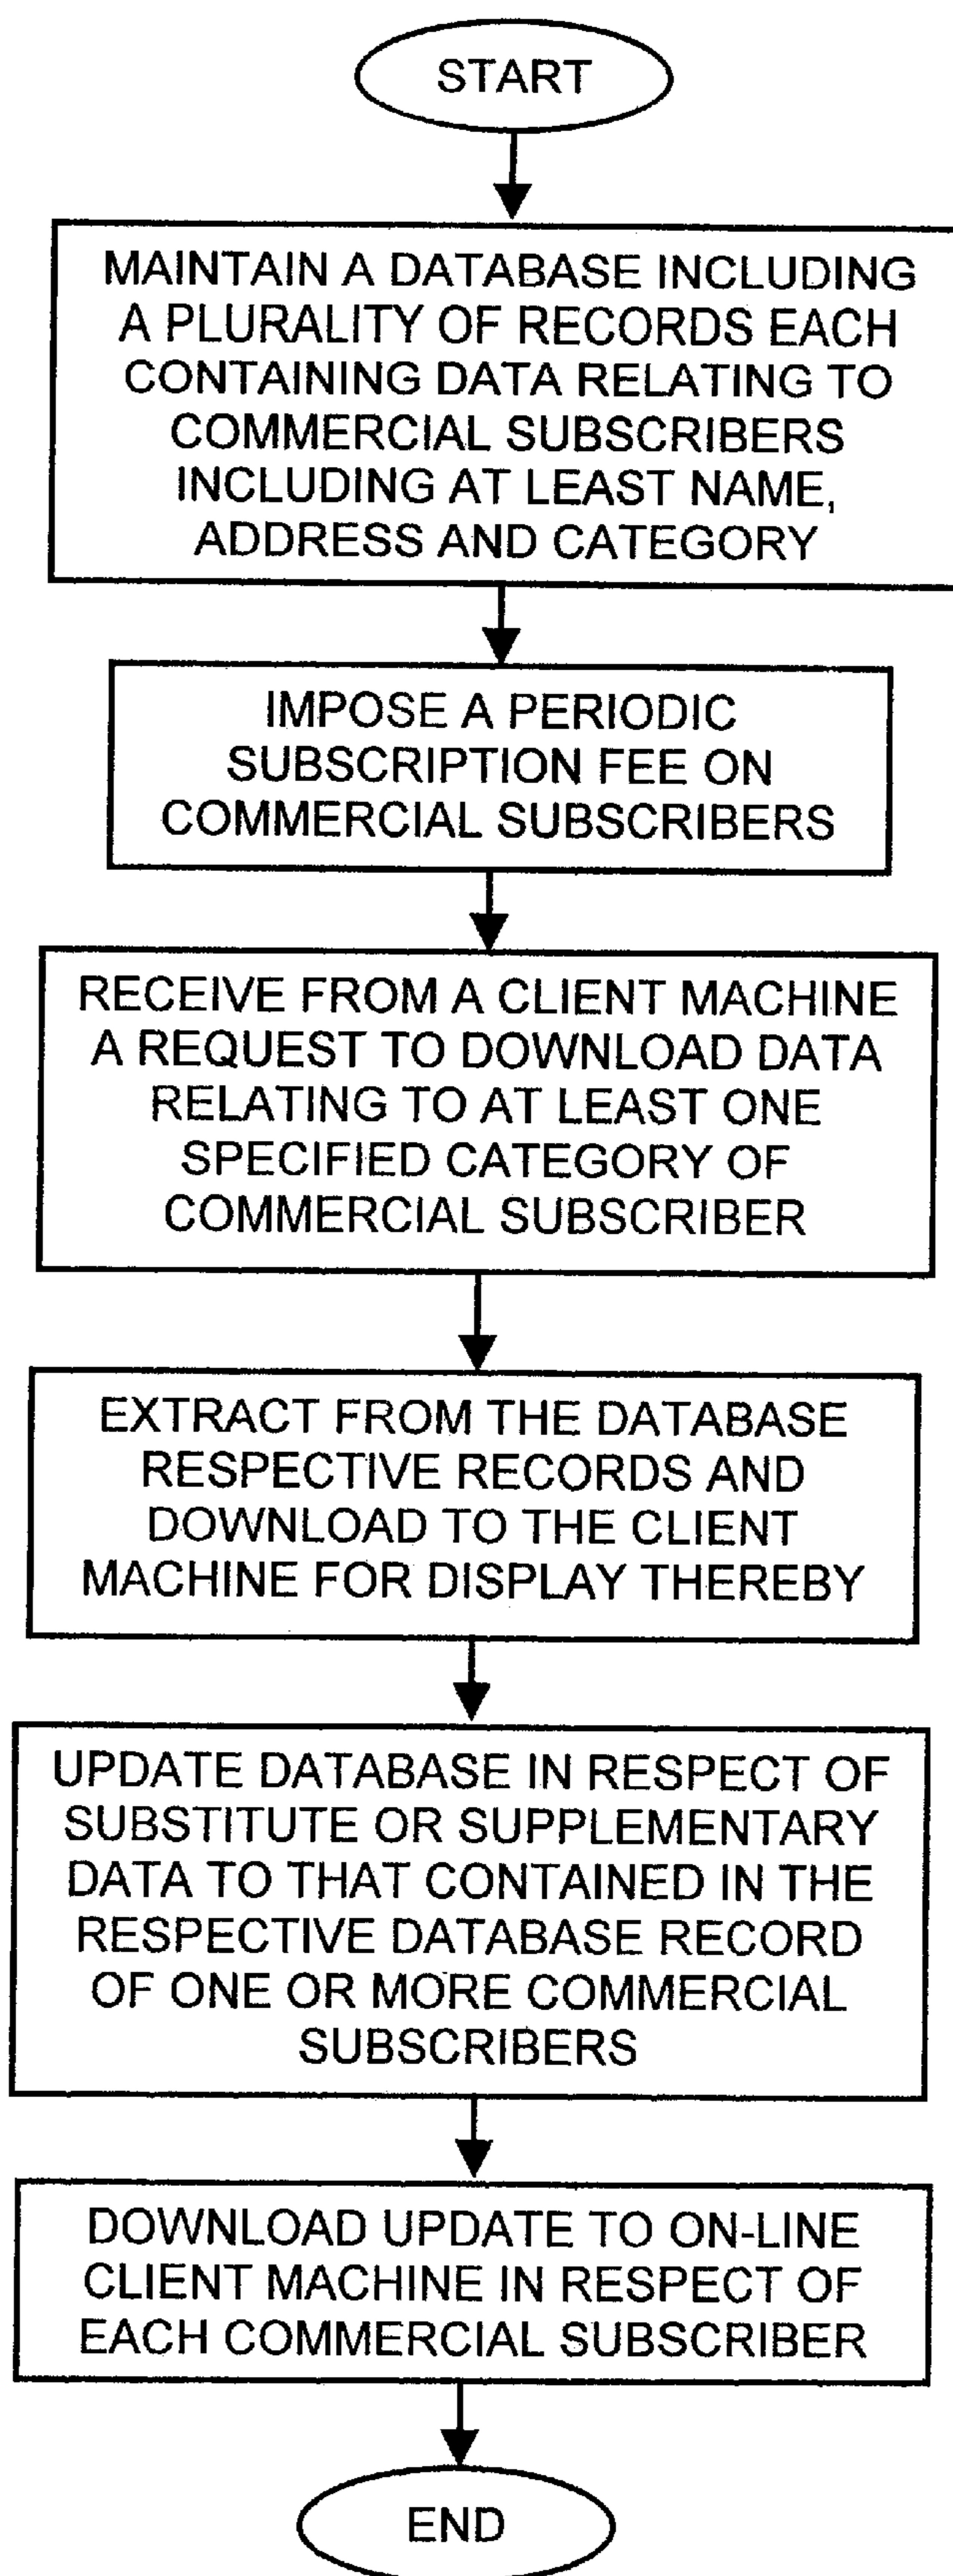 START
MAINTAIN A DATABASE INCLUDING
A PLURALITY OF RECORDS EACH
CONTAINING DATA RELATING TO
COMMERCIAL SUBSCRIBERS
INCLUDING AT LEAST NAME,
ADDRESS AND CATEGORY
IMPOSE A PERIODIC
SUBSCRIPTION FEE ON
COMMERCIAL SUBSCRIBERS
RECEIVE FROM A CLIENT MACHINE
A REQUEST TO DOWNLOAD DATA
RELATING TO AT LEAST ONE
SPECIFIED CATEGORY OF
COMMERCIAL SUBSCRIBER
EXTRACT FROM THE DATABASE
RESPECTIVE RECORDS AND
DOWNLOAD TO THE CLIENT
MACHINE FOR DISPLAY THEREBY
UPDATE DATABASE IN RESPECT OF
SUBSTITUTE OR SUPPLEMENTARY
DATA TO THAT CONTAINED IN THE
RESPECTIVE DATABASE RECORD
OF ONE OR MORE COMMERCIAL
SUBSCRIBERS
DOWNLOAD UPDATE TO ON-LINE
CLIENT MACHINE IN RESPECT OF
EACH COMMERCIAL SUBSCRIBER
END